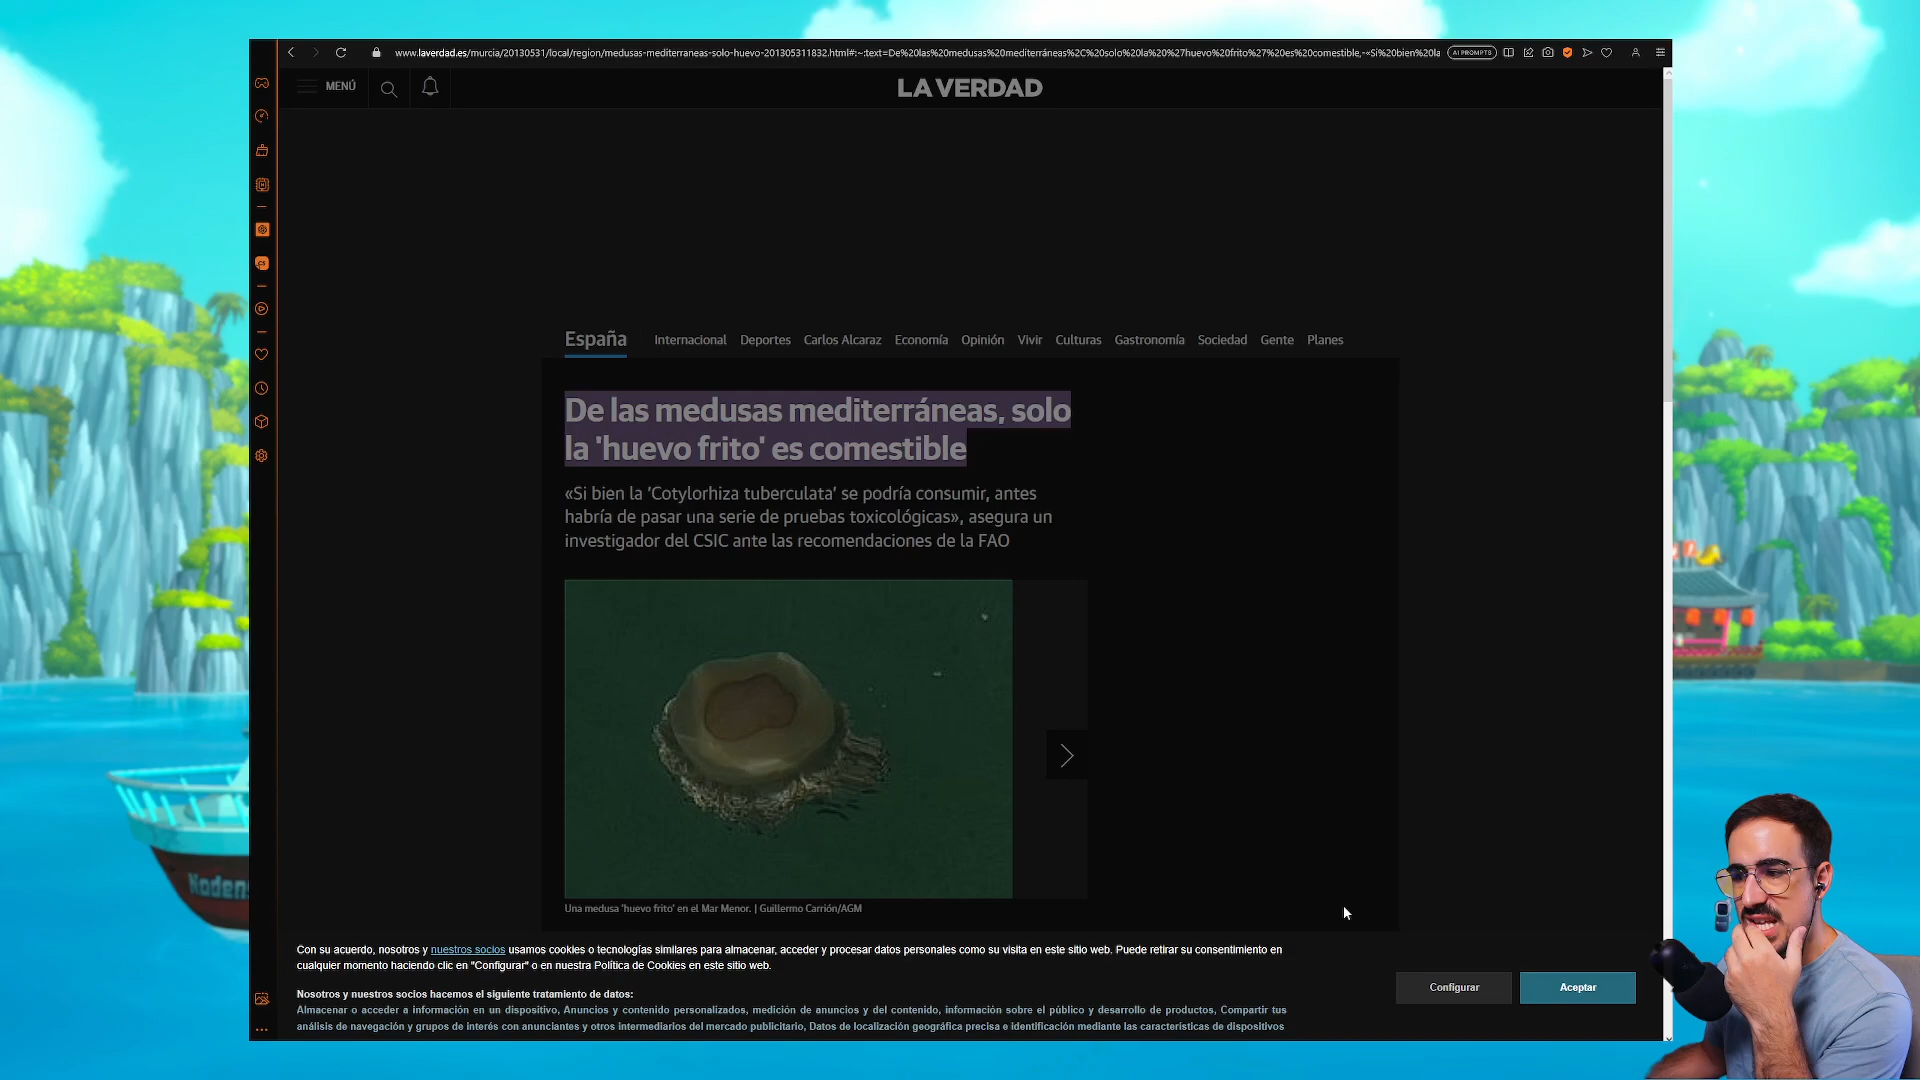 www.laverdad.es/murcia/20130531/local/region/medusas-mediterraneas-solo-huevo-201305311832.html#:~:text=De%20las%20medusas%20mediterráneas%2C%20solo%20la%20%27huevo%20frito%27%20es%20comestible,-«Si%20bien%20la
AI PROMPTS
MENÚ
LA VERDAD
España Internacional Deportes Carlos Alcaraz Economía Opinión Vivir Culturas Gastronomía Sociedad Gente Planes
De las medusas mediterráneas, solo
la 'huevo frito' es comestible
«Si bien la 'Cotylorhiza tuberculata' se podría consumir, antes
habría de pasar una serie de pruebas toxicológicas», asegura un
investigador del CSIC ante las recomendaciones de la FAO
Una medusa 'huevo frito' en el Mar Menor. | Guillermo Carrión/AGM
Con su acuerdo, nosotros y nuestros socios usamos cookies o tecnologías similares para almacenar, acceder y procesar datos personales como su visita en este sitio web. Puede retirar su consentimiento en
cualquier momento haciendo clic en "Configurar" o en nuestra Política de Cookies en este sitio web.
Configurar
Aceptar
Nosotros y nuestros socios hacemos el siguiente tratamiento de datos:
Almacenar o acceder a información en un dispositivo, Anuncios y contenido personalizados, medición de anuncios y del contenido, información sobre el público y desarrollo de productos, Compartir tus
análisis de navegación y grupos de interés con anunciantes y otros intermediarios del mercado publicitario, Datos de localización geográfica precisa e identificación mediante las características de dispositivos